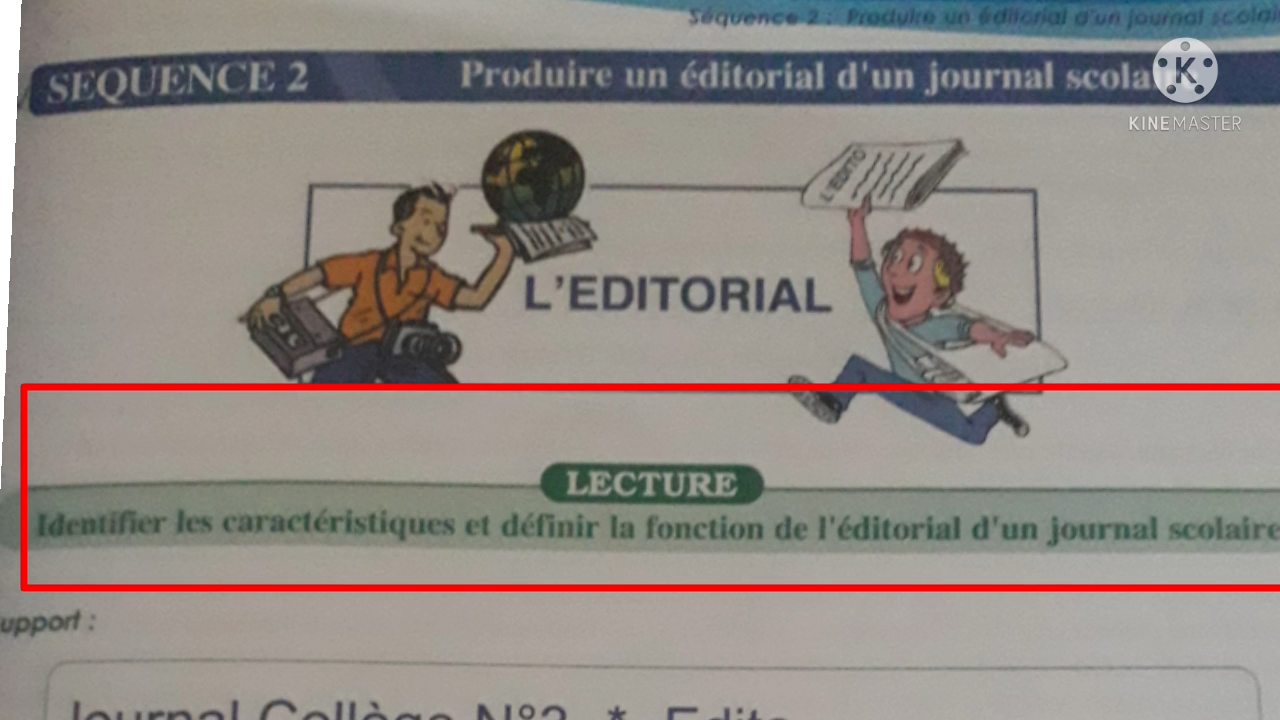 Séquence 2 : Produire un éditorial d'un journal scolai
SEQUENCE 2 Produire un éditorial d'un journal scola
KINEMASTER
L'EDITO
L'EDITORIAL
LECTURE
Identifier les caractéristiques et définir la fonction de l'éditorial d'un journal scolaire
upport :
Journal Collège N°2 * Edito